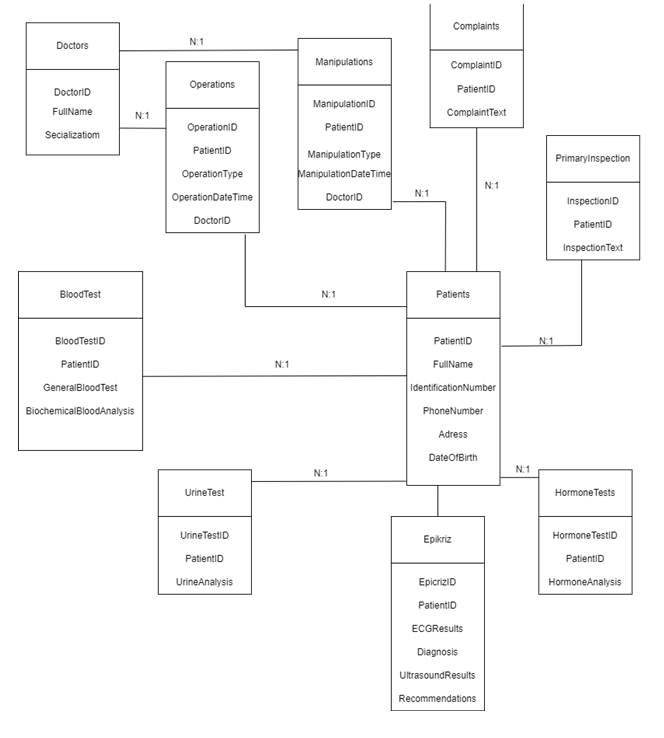 Complaints
ComplaintID
PatientID
ComplaintText
Doctors
DoctorID
FullName
Secializatiom
N:1
N:1
Operations
OperationID
PatientID
OperationType
OperationDateTime
DoctorID
Manipulations
ManipulationID
PatientID
ManipulationType
ManipulationDateTime
DoctorID
N:1
N:1
PrimaryInspection
InspectionID
PatientID
InspectionText
N:1
N:1
BloodTest
BloodTestID
PatientID
GeneralBloodTest
BiochemicalBloodAnalysis
N:1
Patients
PatientID
FullName
IdentificationNumber
PhoneNumber
Adress
DateOfBirth
UrineTest
UrineTestID
PatientID
UrineAnalysis
N:1
N:1
HormoneTests
HormoneTestID
PatientID
HormoneAnalysis
Epikriz
EpicrizID
PatientID
ECGResults
Diagnosis
UltrasoundResults
Recommendations